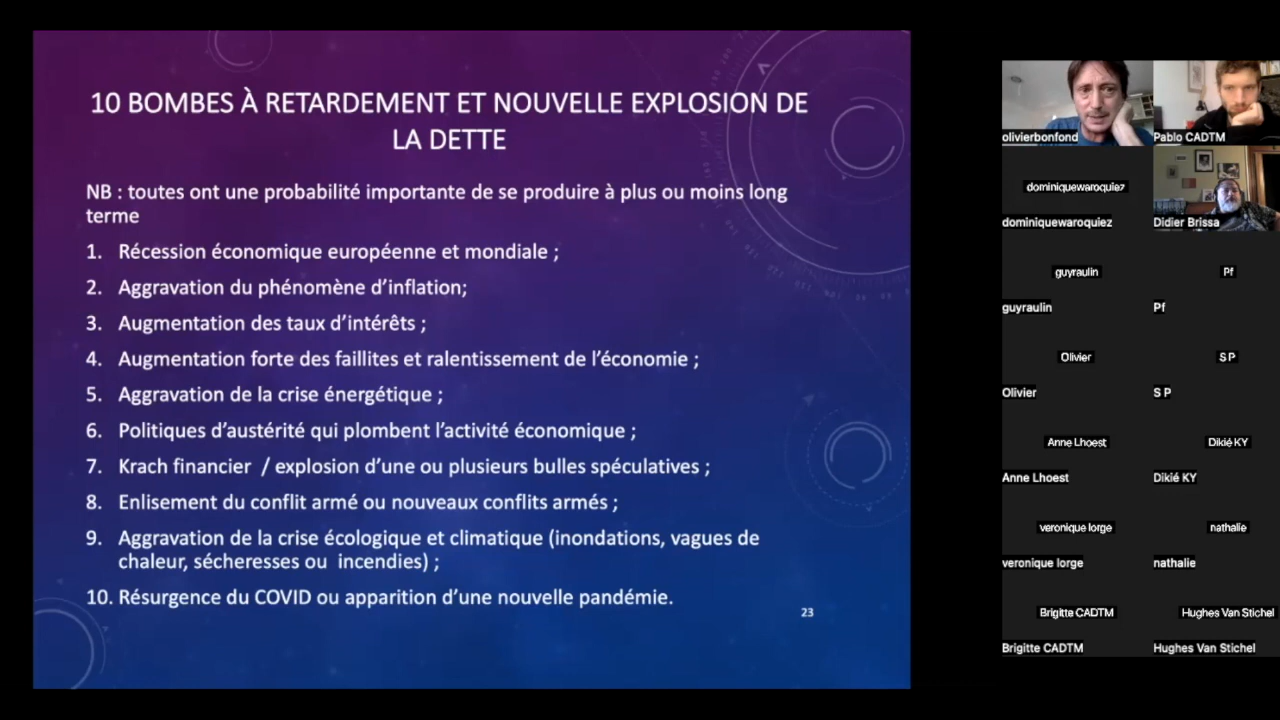 10 BOMBES À RETARDEMENT ET NOUVELLE EXPLOSION DE
LA DETTE
NB : toutes ont une probabilité importante de se produire à plus ou moins long
terme
1. Récession économique européenne et mondiale ;
2. Aggravation du phénomène d'inflation;
3. Augmentation des taux d'intérêts ;
4. Augmentation forte des faillites et ralentissement de l'économie ;
5. Aggravation de la crise énergétique ;
6. Politiques d'austérité qui plombent l'activité économique ;
7. Krach financier / explosion d'une ou plusieurs bulles spéculatives ;
8. Enlisement du conflit armé ou nouveaux conflits armés ;
9. Aggravation de la crise écologique et climatique (inondations, vagues de
chaleur, sécheresses ou incendies) ;
10. Résurgence du COVID ou apparition d'une nouvelle pandémie.
23
olivierbonfond
Pablo CADTM
dominiquewaroquiez
dominiquewaroquiez
Didier Brissa
guyraulin
Pf
guyraulin
Pf
Olivier
S P
Olivier
S P
Anne Lhoest
Dikié KY
Anne Lhoest
Dikié KY
veronique lorge
nathalie
veronique lorge
nathalie
Brigitte CADTM
Hughes Van Stichel
Brigitte CADTM
Hughes Van Stichel